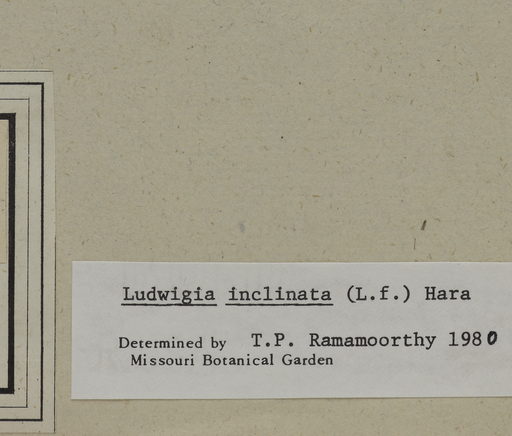 Ludwigia inclinata (L.f.) Hara
Determined by T.P. Ramamoorthy 1980
Missouri Botanical Garden